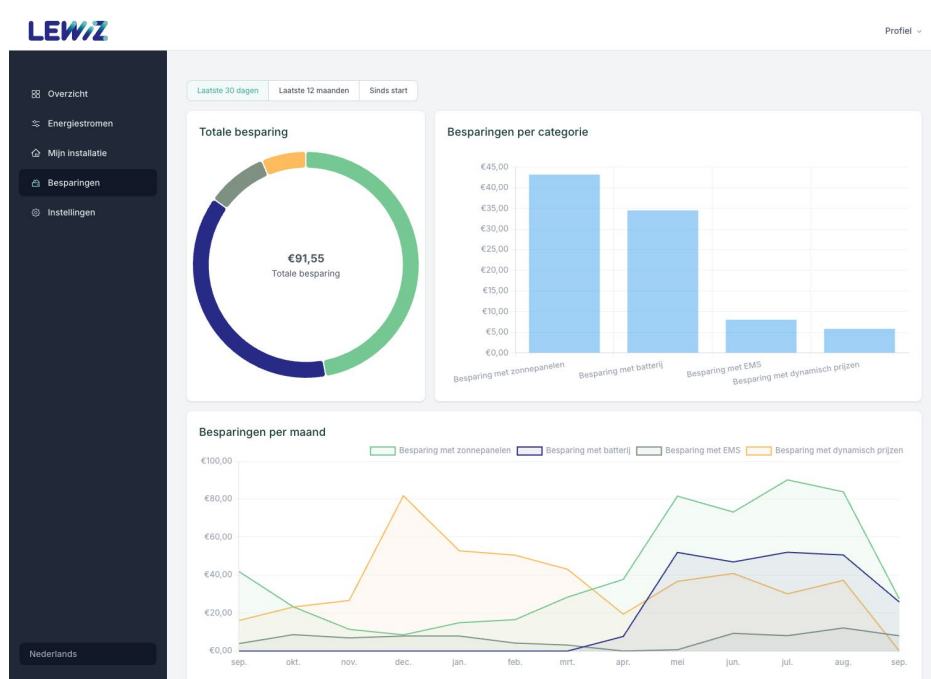 LEWIZ
Profiel
Overzicht
Energiestromen
Mijn installatie
Besparingen
Instellingen
Nederlands
Laatste 30 dagen
Laatste 12 maanden
Sinds start
Totale besparing
€91,55
Totale besparing
Besparingen per categorie
€45,00
€40,00
€35,00
€30,00
€25,00
€20,00
€15,00
€10,00
€5,00
€0,00
Besparing met zonnepanelen
Besparing met batterij
Besparing met EMS
Besparing met dynamisch prijzen
Besparingen per maand
Besparing met zonnepanelen
Besparing met batterij
Besparing met EMS
Besparing met dynamisch prijzen
€100,00
€80,00
€60,00
€40,00
€20,00
€0,00
sep.
okt.
nov.
dec.
jan.
feb.
mrt.
apr.
mei
jun.
jul.
aug.
sep.